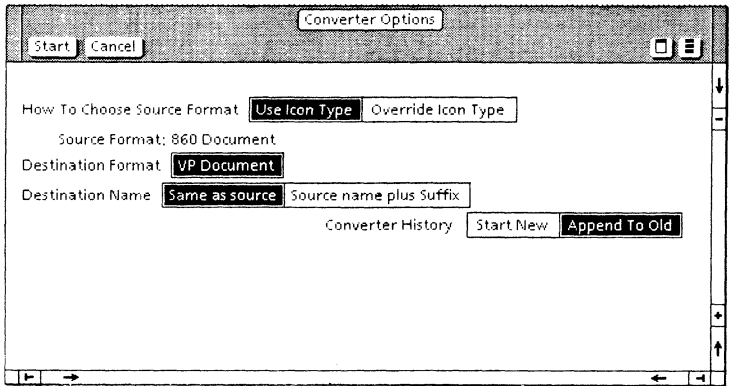 Converter Options
Start Cancel
How To Choose Source Format Use Icon Type Override Icon Type
Source Format: 860 Document
Destination Format VP Document
Destination Name Same as source Source name plus Suffix
Converter History Start New Append To Old